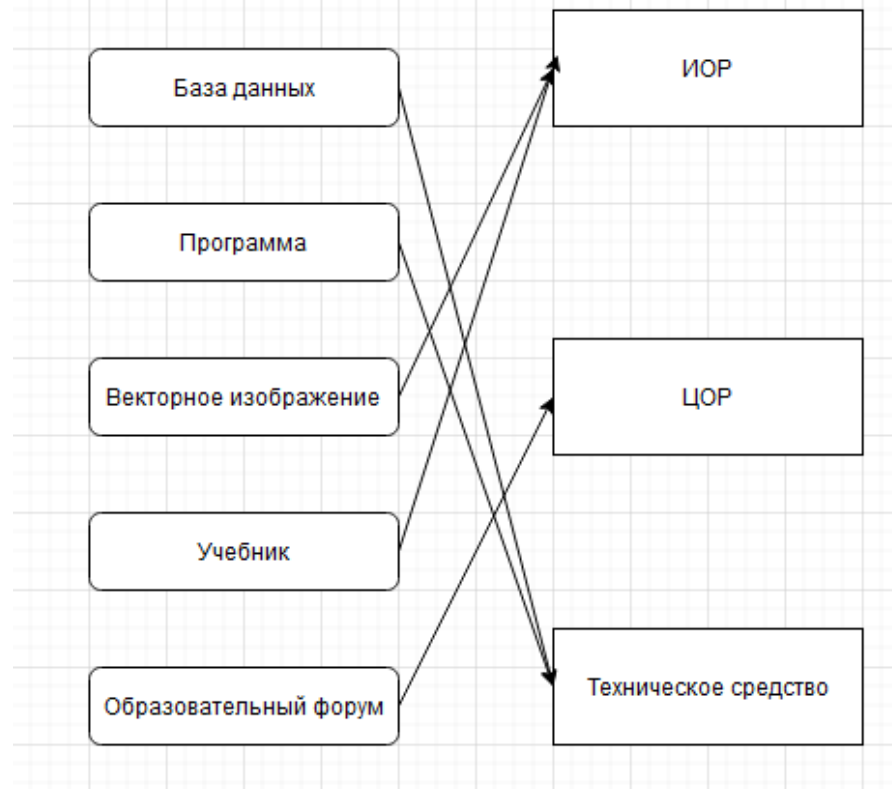 База данных
Программа
Векторное изображение
Учебник
Образовательный форум
ИОР
ЦОР
Техническое средство